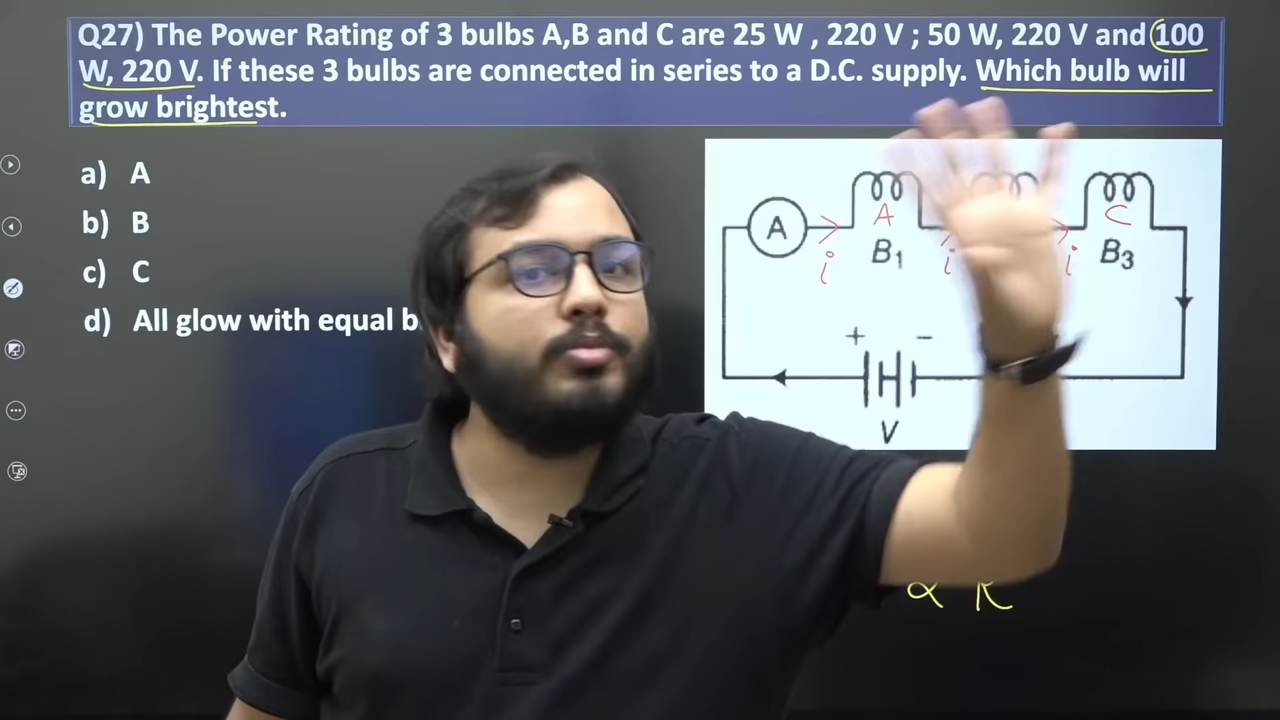 Q27) The Power Rating of 3 bulbs A,B and C are 25 W , 220 V ; 50 W, 220 V and 100
W, 220 V. If these 3 bulbs are connected in series to a D.C. supply. Which bulb will
grow brightest.
a) A
b) B
c) C
d) All glow with equal
A A C
i B₁ i i B₃
+ −
V
∝ R